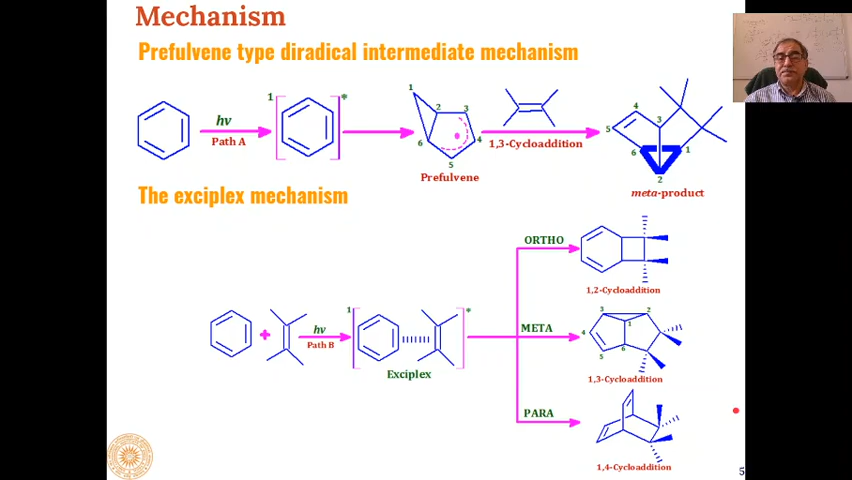 Mechanism
Prefulvene type diradical intermediate mechanism
hν
Path A
1
*
1
2
3
4
5
6
Prefulvene
1,3-Cycloaddition
4
3
5
6
1
2
meta-product
The exciplex mechanism
hν
Path B
1
*
Exciplex
ORTHO
1,2-Cycloaddition
META
3
2
1
4
5
6
1,3-Cycloaddition
PARA
1,4-Cycloaddition
5